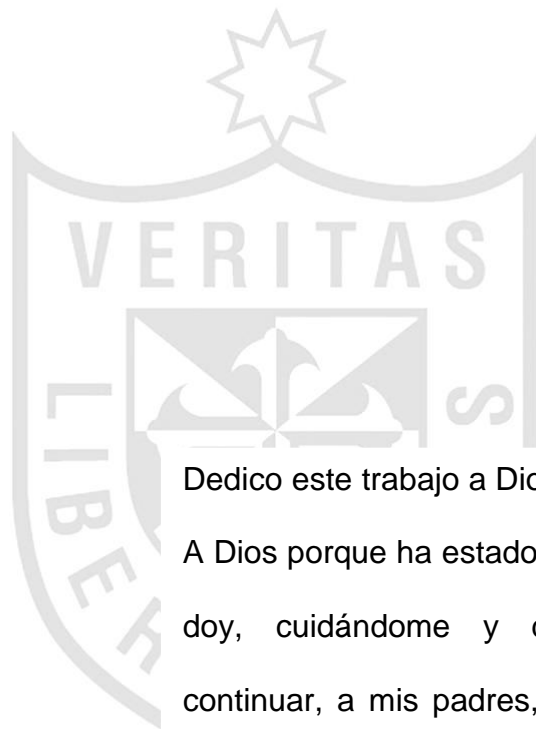 VERITAS
LIBER
S
Dedico este trabajo a Dio
A Dios porque ha estado
doy, cuidándome y
continuar, a mis padres,